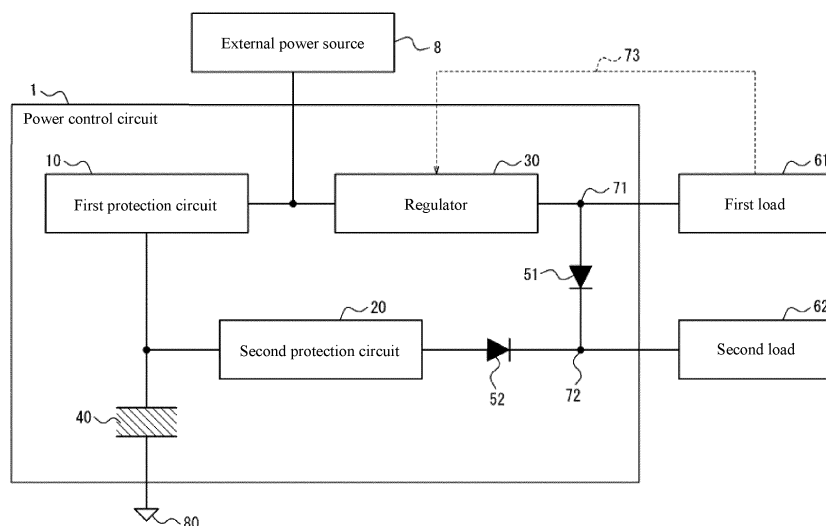 External power source
8
73
1
Power control circuit
10
30
71
61
First protection circuit
Regulator
First load
51
20
62
Second protection circuit
Second load
52
72
40
80